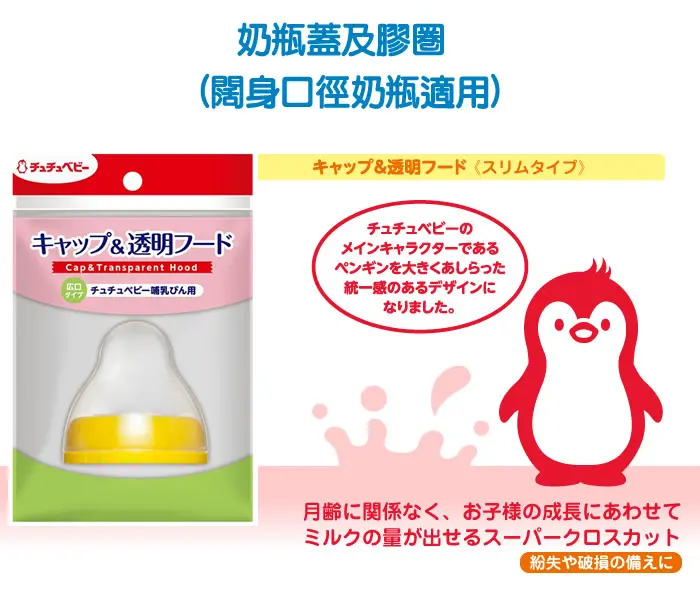 奶瓶蓋及膠圈
(闊身口徑奶瓶適用)
チュチュベビー
キャップ&透明フード《スリムタイプ》
キャップ&透明フード
Cap&Transparent Hood
広口
タイプ
チュチュベビー哺乳びん用
チュチュベビーの
メインキャラクターである
ペンギンを大きくあしらった
統一感のあるデザインに
なりました。
月齢に関係なく、お子様の成長にあわせて
ミルクの量が出せるスーパークロスカット
紛失や破損の備えに